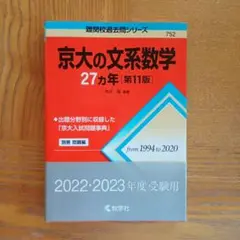 難関校過去問シリーズ
752
京大の文系数学
27ヵ年[第11版]
●出題分野別に収録した
「京大入試問題事典」
別冊 問題編
from 1994 to 2020
2022・2023年度受験用
教学社